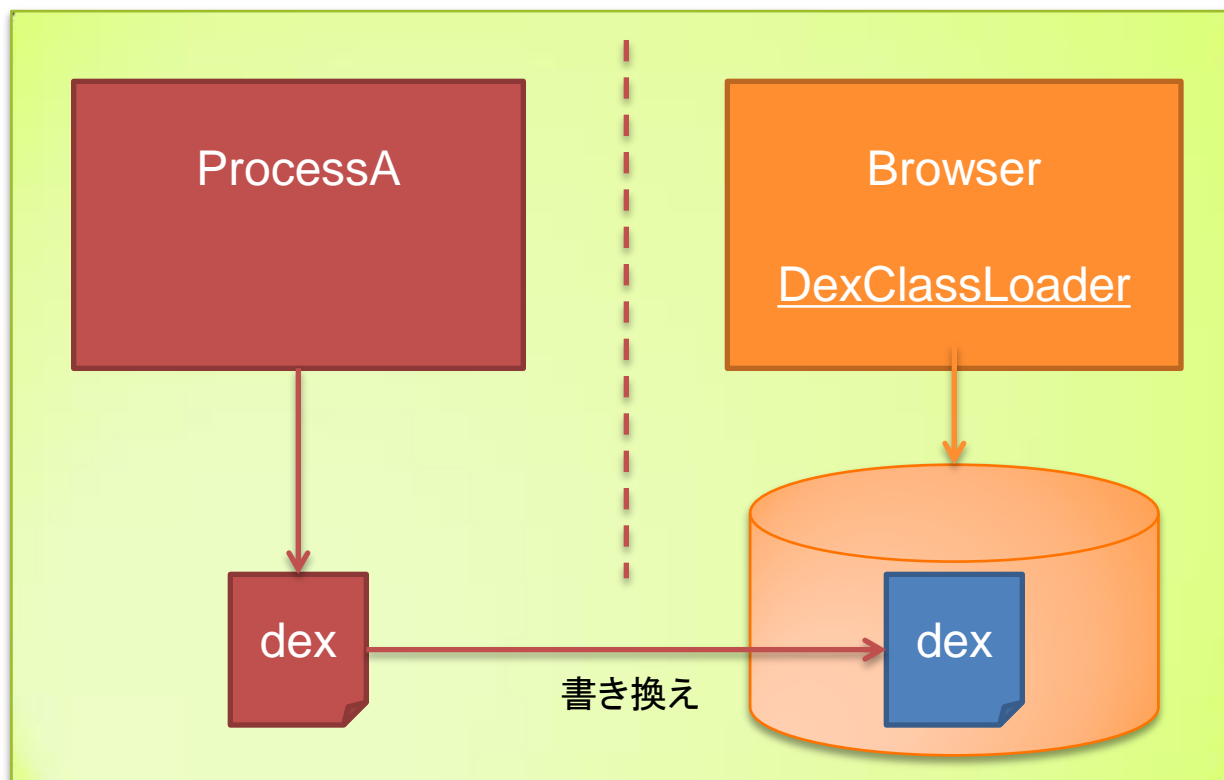 ProcessA
Browser
DexClassLoader
dex
dex
書き換え